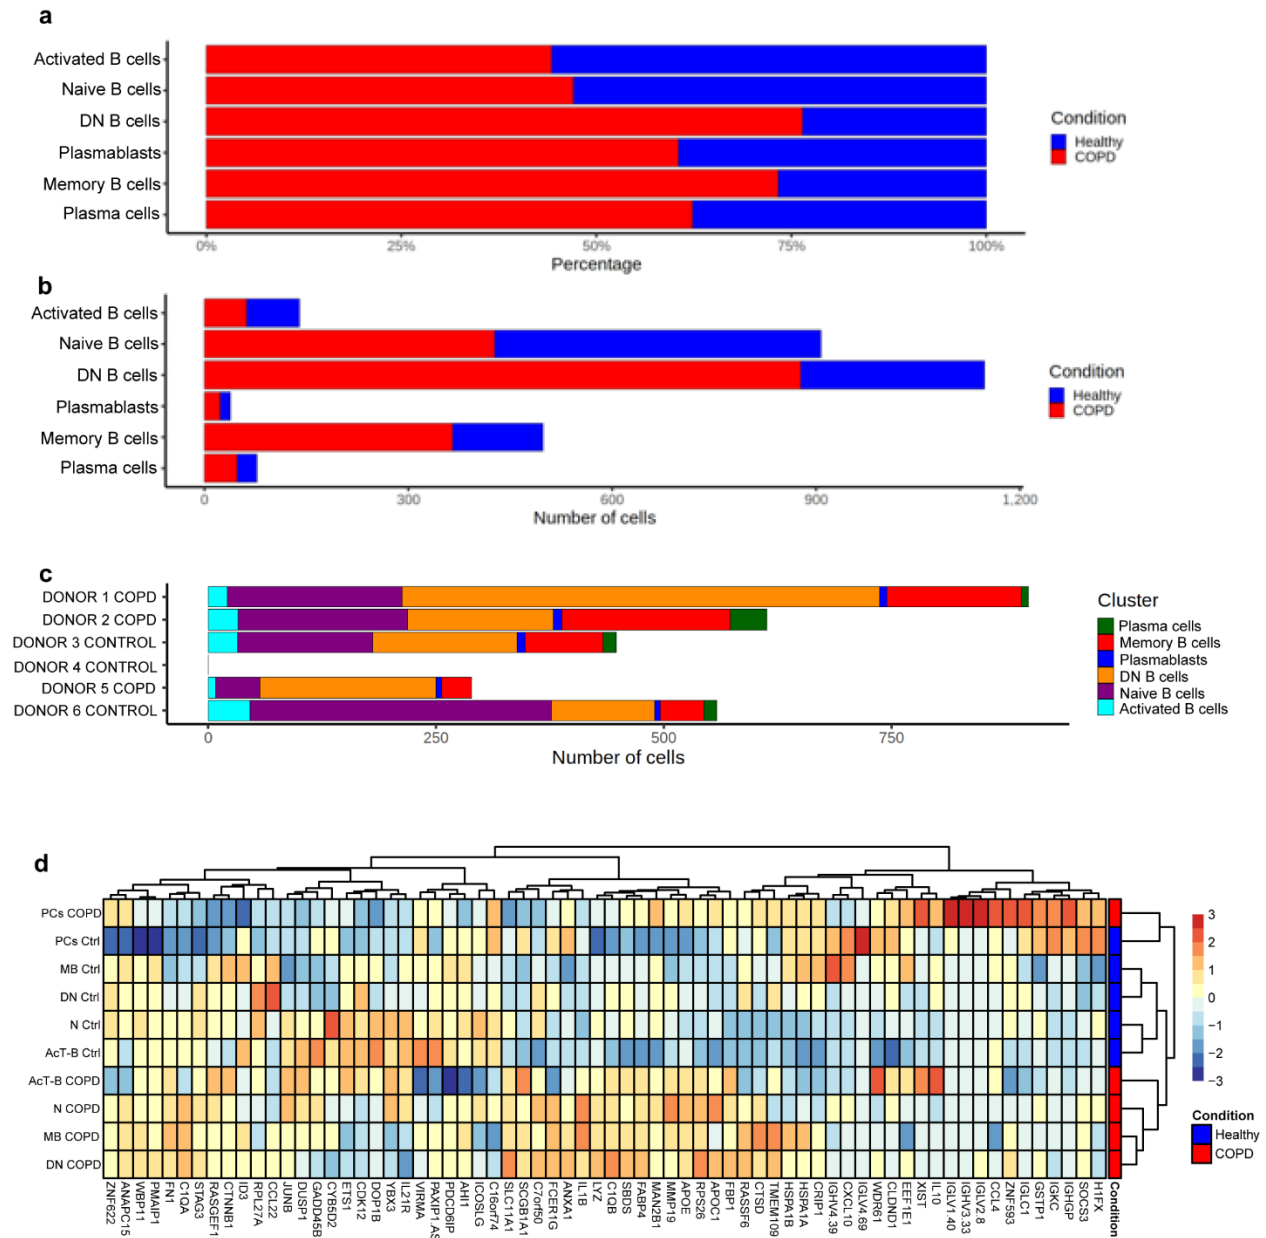 a
Activated B cells
Naive B cells
DN B cells
Plasmablasts
Memory B cells
Plasma cells
0% 25% 50% 75% 100%
Percentage
Condition
Healthy
COPD
b
Activated B cells
Naive B cells
DN B cells
Plasmablasts
Memory B cells
Plasma cells
0 300 600 900 1,200
Number of cells
Condition
Healthy
COPD
c
DONOR 1 COPD
DONOR 2 COPD
DONOR 3 CONTROL
DONOR 4 CONTROL
DONOR 5 COPD
DONOR 6 CONTROL
0 250 500 750
Number of cells
Cluster
Plasma cells
Memory B cells
Plasmablasts
DN B cells
Naive B cells
Activated B cells
d
PCs COPD
PCs Ctrl
MB Ctrl
DN Ctrl
N Ctrl
AcT-B Ctrl
AcT-B COPD
N COPD
MB COPD
DN COPD
ZNF622
ANAPC15
WBP11
PMAIP1
FN1
C1QA
STAG3
RASGEF1
CTNNB1
ID3
RPL27A
CCL22
JUNB
DUSP1
GADD45B
CYB5D2
ETS1
CDK12
DOP1B
YBX3
IL21R
VIRMA
PAXIP1.AS
PDCD6IP
AHI1
ICOSLG
C16orf74
SLC11A1
SCGB1A1
C7orf50
FCER1G
ANXA1
IL1B
LYZ
C1QB
SBDS
FABP4
MAN2B1
MMP19
APOE
RPS26
APOC1
FBP1
RASSF6
CTSD
TMEM109
HSPA1B
HSPA1A
CRIP1
IGHV4.39
CXCL10
IGLV4.69
WDR61
CLDND1
EEF1E1
XIST
IL10
IGLV1.40
IGHV3.33
IGLV2.8
CCL4
ZNF593
IGLC1
GSTP1
IGKC
IGHGP
SOCS3
H1FX
Condition
3
2
1
0
−1
−2
−3
Condition
Healthy
COPD